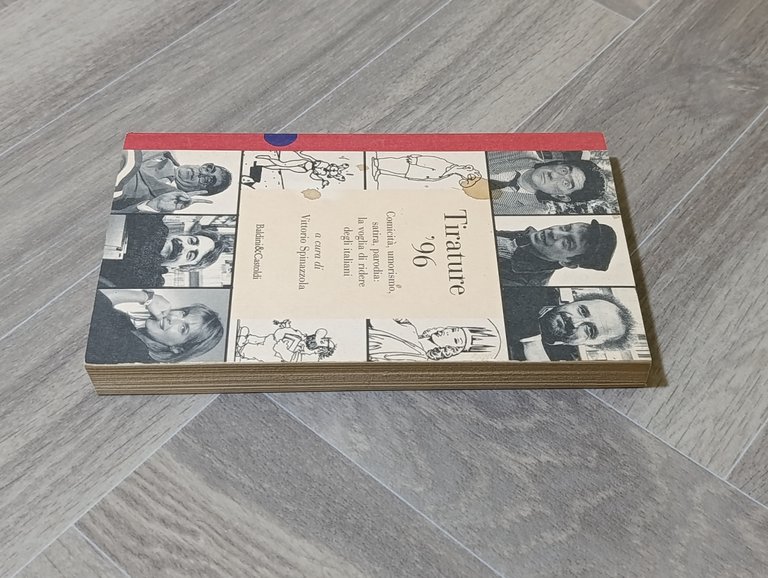 Tirature
'96
Comicità, umorismo,
satira, parodia:
la voglia di ridere
degli italiani
a cura di
Vittorio Spinazzola
Baldini&Castoldi